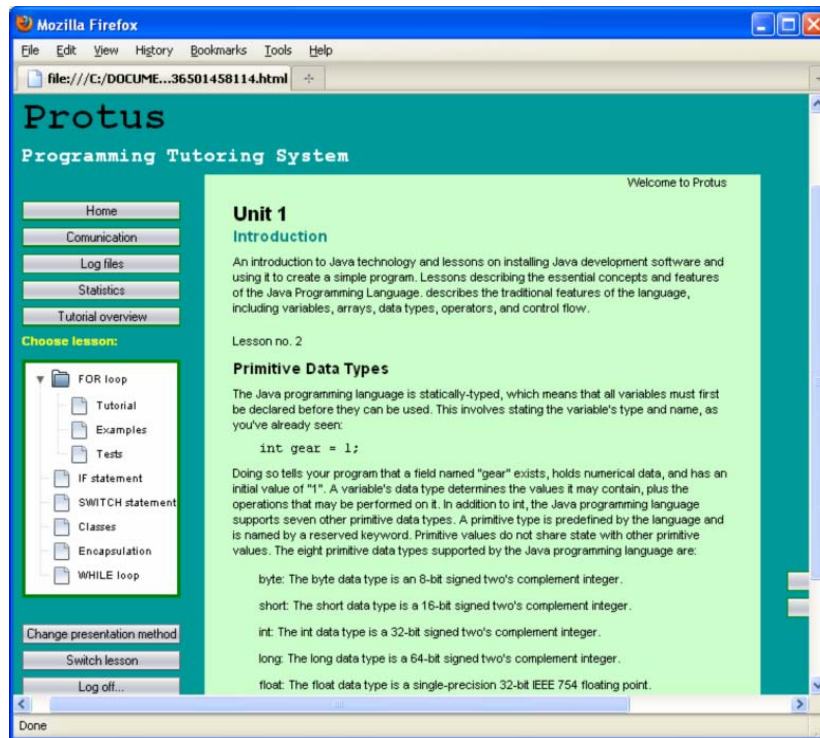 Mozilla Firefox
File Edit View History Bookmarks Tools Help
file:///C:/DOCUME...36501458114.html
Protus
Programming Tutoring System
Welcome to Protus
Home
Comunication
Log files
Statistics
Tutorial overview
Choose lesson:
FOR loop
Tutorial
Examples
Tests
IF statement
SWITCH statement
Classes
Encapsulation
WHILE loop
Change presentation method
Switch lesson
Log off...
Unit 1
Introduction
An introduction to Java technology and lessons on installing Java development software and
using it to create a simple program. Lessons describing the essential concepts and features
of the Java Programming Language. describes the traditional features of the language,
including variables, arrays, data types, operators, and control flow.
Lesson no. 2
Primitive Data Types
The Java programming language is statically-typed, which means that all variables must first
be declared before they can be used. This involves stating the variable's type and name, as
you've already seen:
int gear = 1;
Doing so tells your program that a field named "gear" exists, holds numerical data, and has an
initial value of "1". A variable's data type determines the values it may contain, plus the
operations that may be performed on it. In addition to int, the Java programming language
supports seven other primitive data types. A primitive type is predefined by the language and
is named by a reserved keyword. Primitive values do not share state with other primitive
values. The eight primitive data types supported by the Java programming language are:
byte: The byte data type is an 8-bit signed two's complement integer.
short: The short data type is a 16-bit signed two's complement integer.
int: The int data type is a 32-bit signed two's complement integer.
long: The long data type is a 64-bit signed two's complement integer.
float: The float data type is a single-precision 32-bit IEEE 754 floating point.
Done